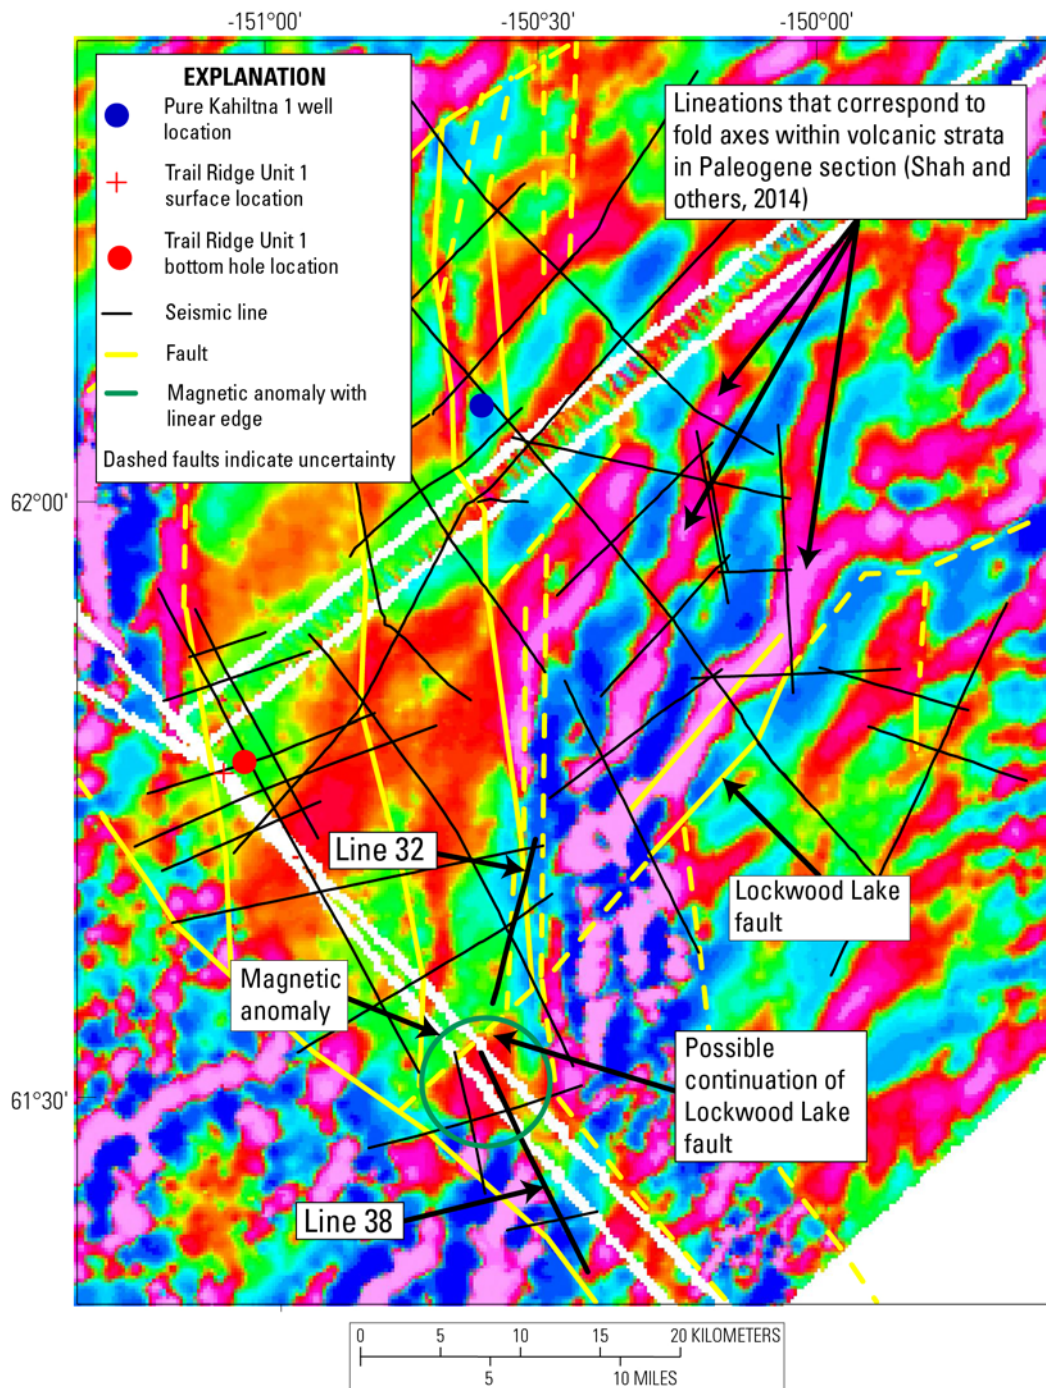 -151°00'
-150°30'
-150°00'
EXPLANATION
Pure Kahiltna 1 well
location
Trail Ridge Unit 1
surface location
Trail Ridge Unit 1
bottom hole location
Seismic line
Fault
Magnetic anomaly with
linear edge
Dashed faults indicate uncertainty
Lineations that correspond to
fold axes within volcanic strata
in Paleogene section (Shah and
others, 2014)
62°00'
Line 32
Lockwood Lake
fault
Magnetic
anomaly
Possible
continuation of
Lockwood Lake
fault
61°30'
Line 38
0 5 10 15 20 KILOMETERS
5 10 MILES